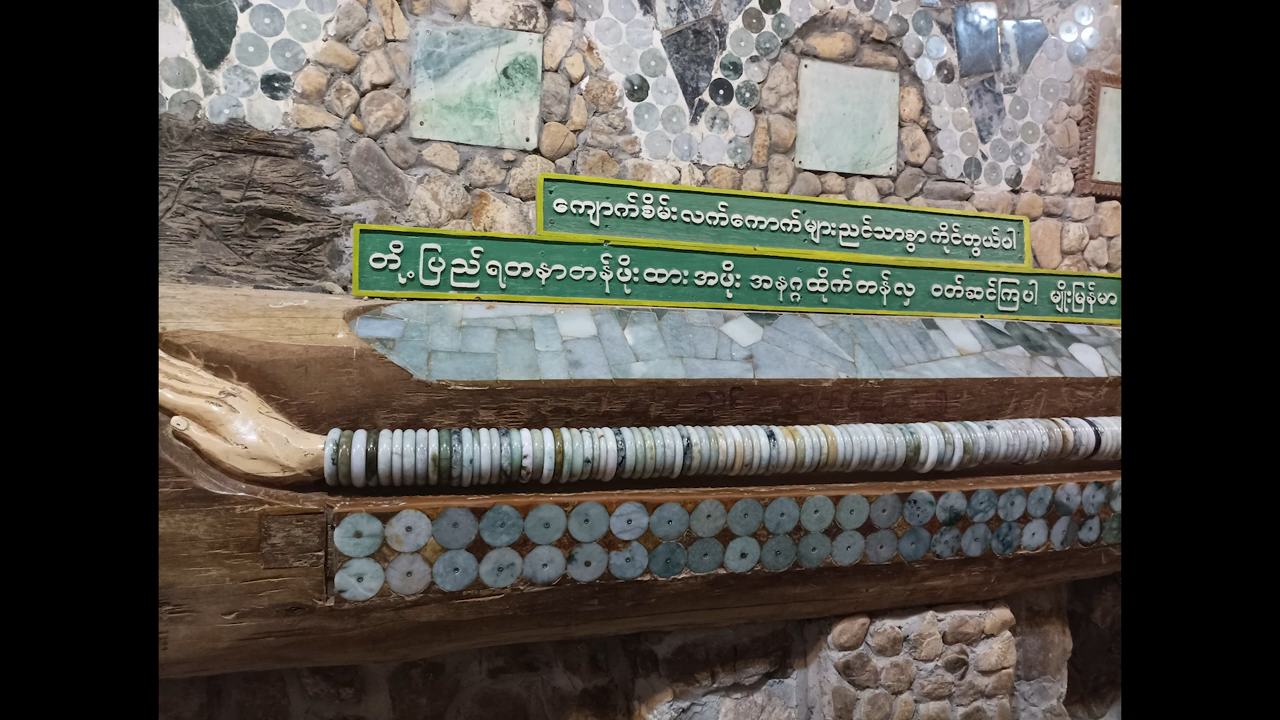 ကျောက်စိမ်းလက်ကောက်များညင်သာစွာ ကိုင်တွယ်ပါ
တို့ပြည်ရတနာတန်ဖိုးထားအဖိုး အနဂ္ဂထိုက်တန်လှ ဝတ်ဆင်ကြပါ မျိုးမြန်မာ